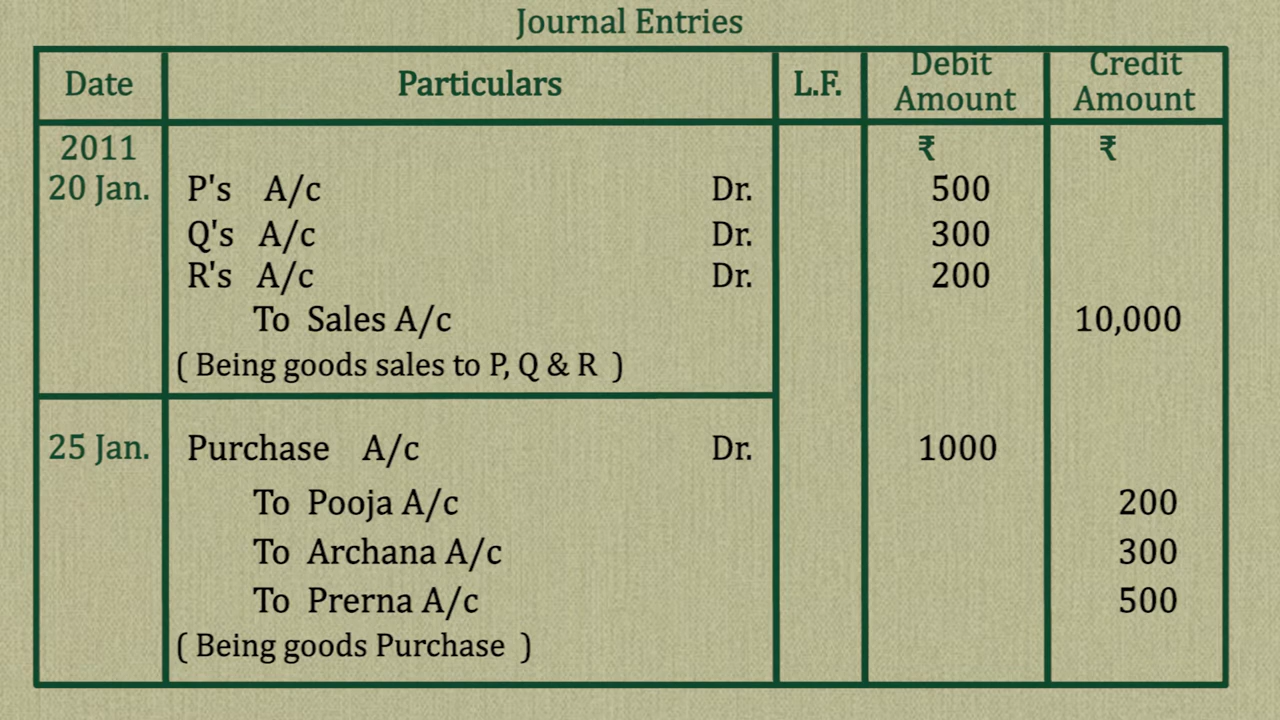 Journal Entries
Date Particulars L.F. Debit Amount Credit Amount
2011 ₹ ₹
20 Jan. P's A/c Dr. 500
Q's A/c Dr. 300
R's A/c Dr. 200
To Sales A/c 10,000
( Being goods sales to P, Q & R )
25 Jan. Purchase A/c Dr. 1000
To Pooja A/c 200
To Archana A/c 300
To Prerna A/c 500
( Being goods Purchase )